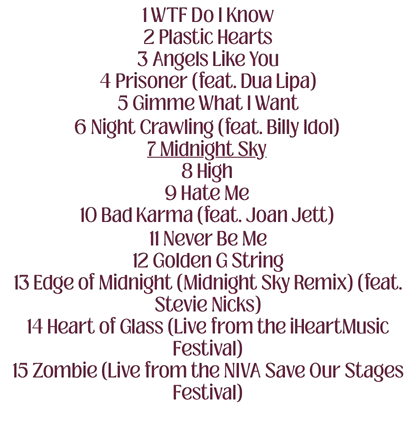 1 WTF Do I Know
2 Plastic Hearts
3 Angels Like You
4 Prisoner (feat. Dua Lipa)
5 Gimme What I Want
6 Night Crawling (feat. Billy Idol)
7 Midnight Sky
8 High
9 Hate Me
10 Bad Karma (feat. Joan Jett)
11 Never Be Me
12 Golden G String
13 Edge of Midnight (Midnight Sky Remix) (feat.
Stevie Nicks)
14 Heart of Glass (Live from the iHeartMusic
Festival)
15 Zombie (Live from the NIVA Save Our Stages
Festival)